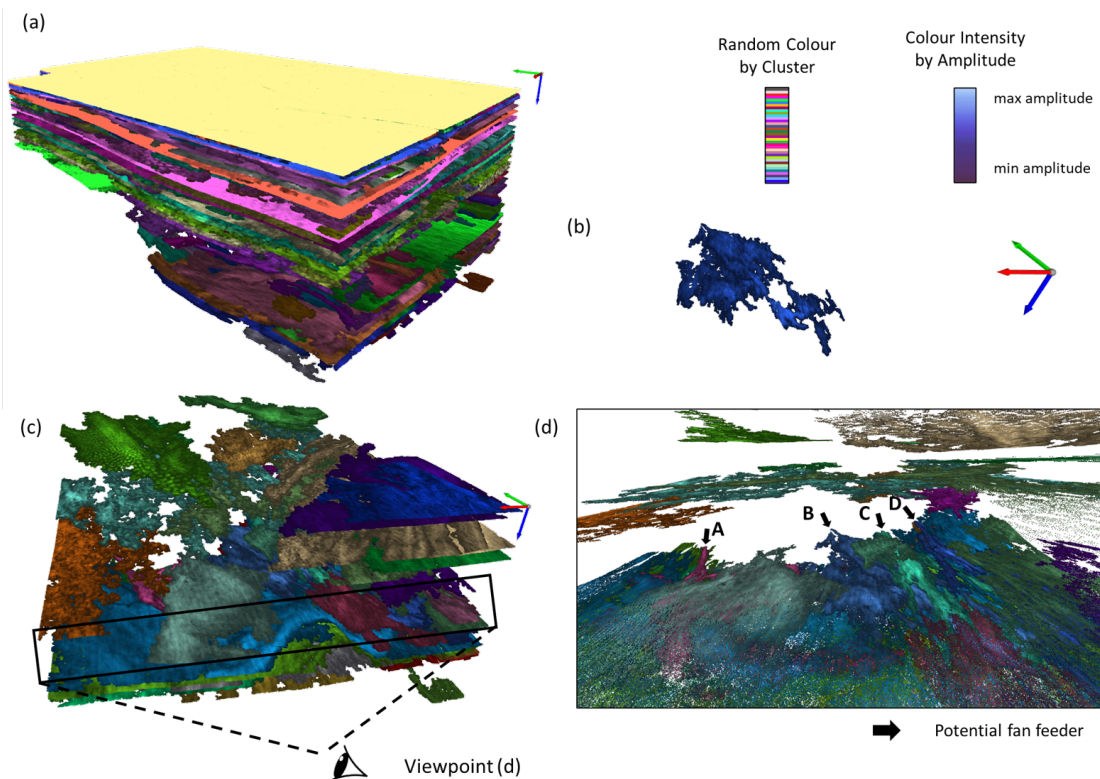 (a)
Random Colour
by Cluster
Colour Intensity
by Amplitude
max amplitude
min amplitude
(b)
(c)
(d)
A
B
C
D
Viewpoint (d)
Potential fan feeder